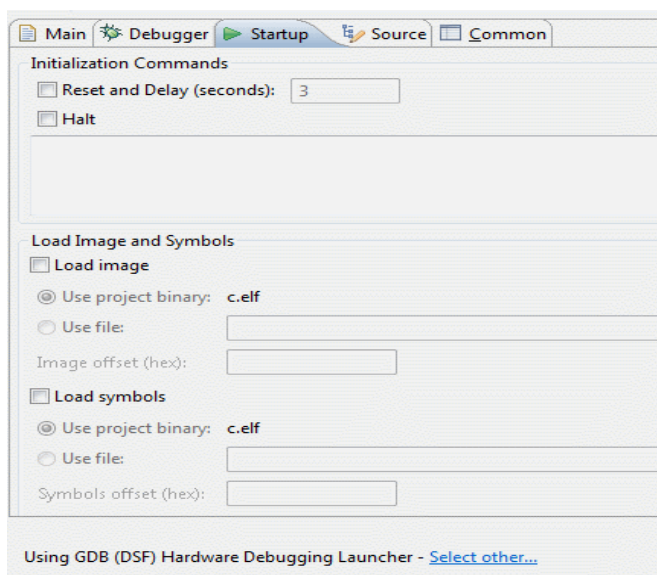 Main Debugger Startup Source Common
Initialization Commands
Reset and Delay (seconds): 3
Halt
Load Image and Symbols
Load image
Use project binary: c.elf
Use file:
Image offset (hex):
Load symbols
Use project binary: c.elf
Use file:
Symbols offset (hex):
Using GDB (DSF) Hardware Debugging Launcher - Select other...